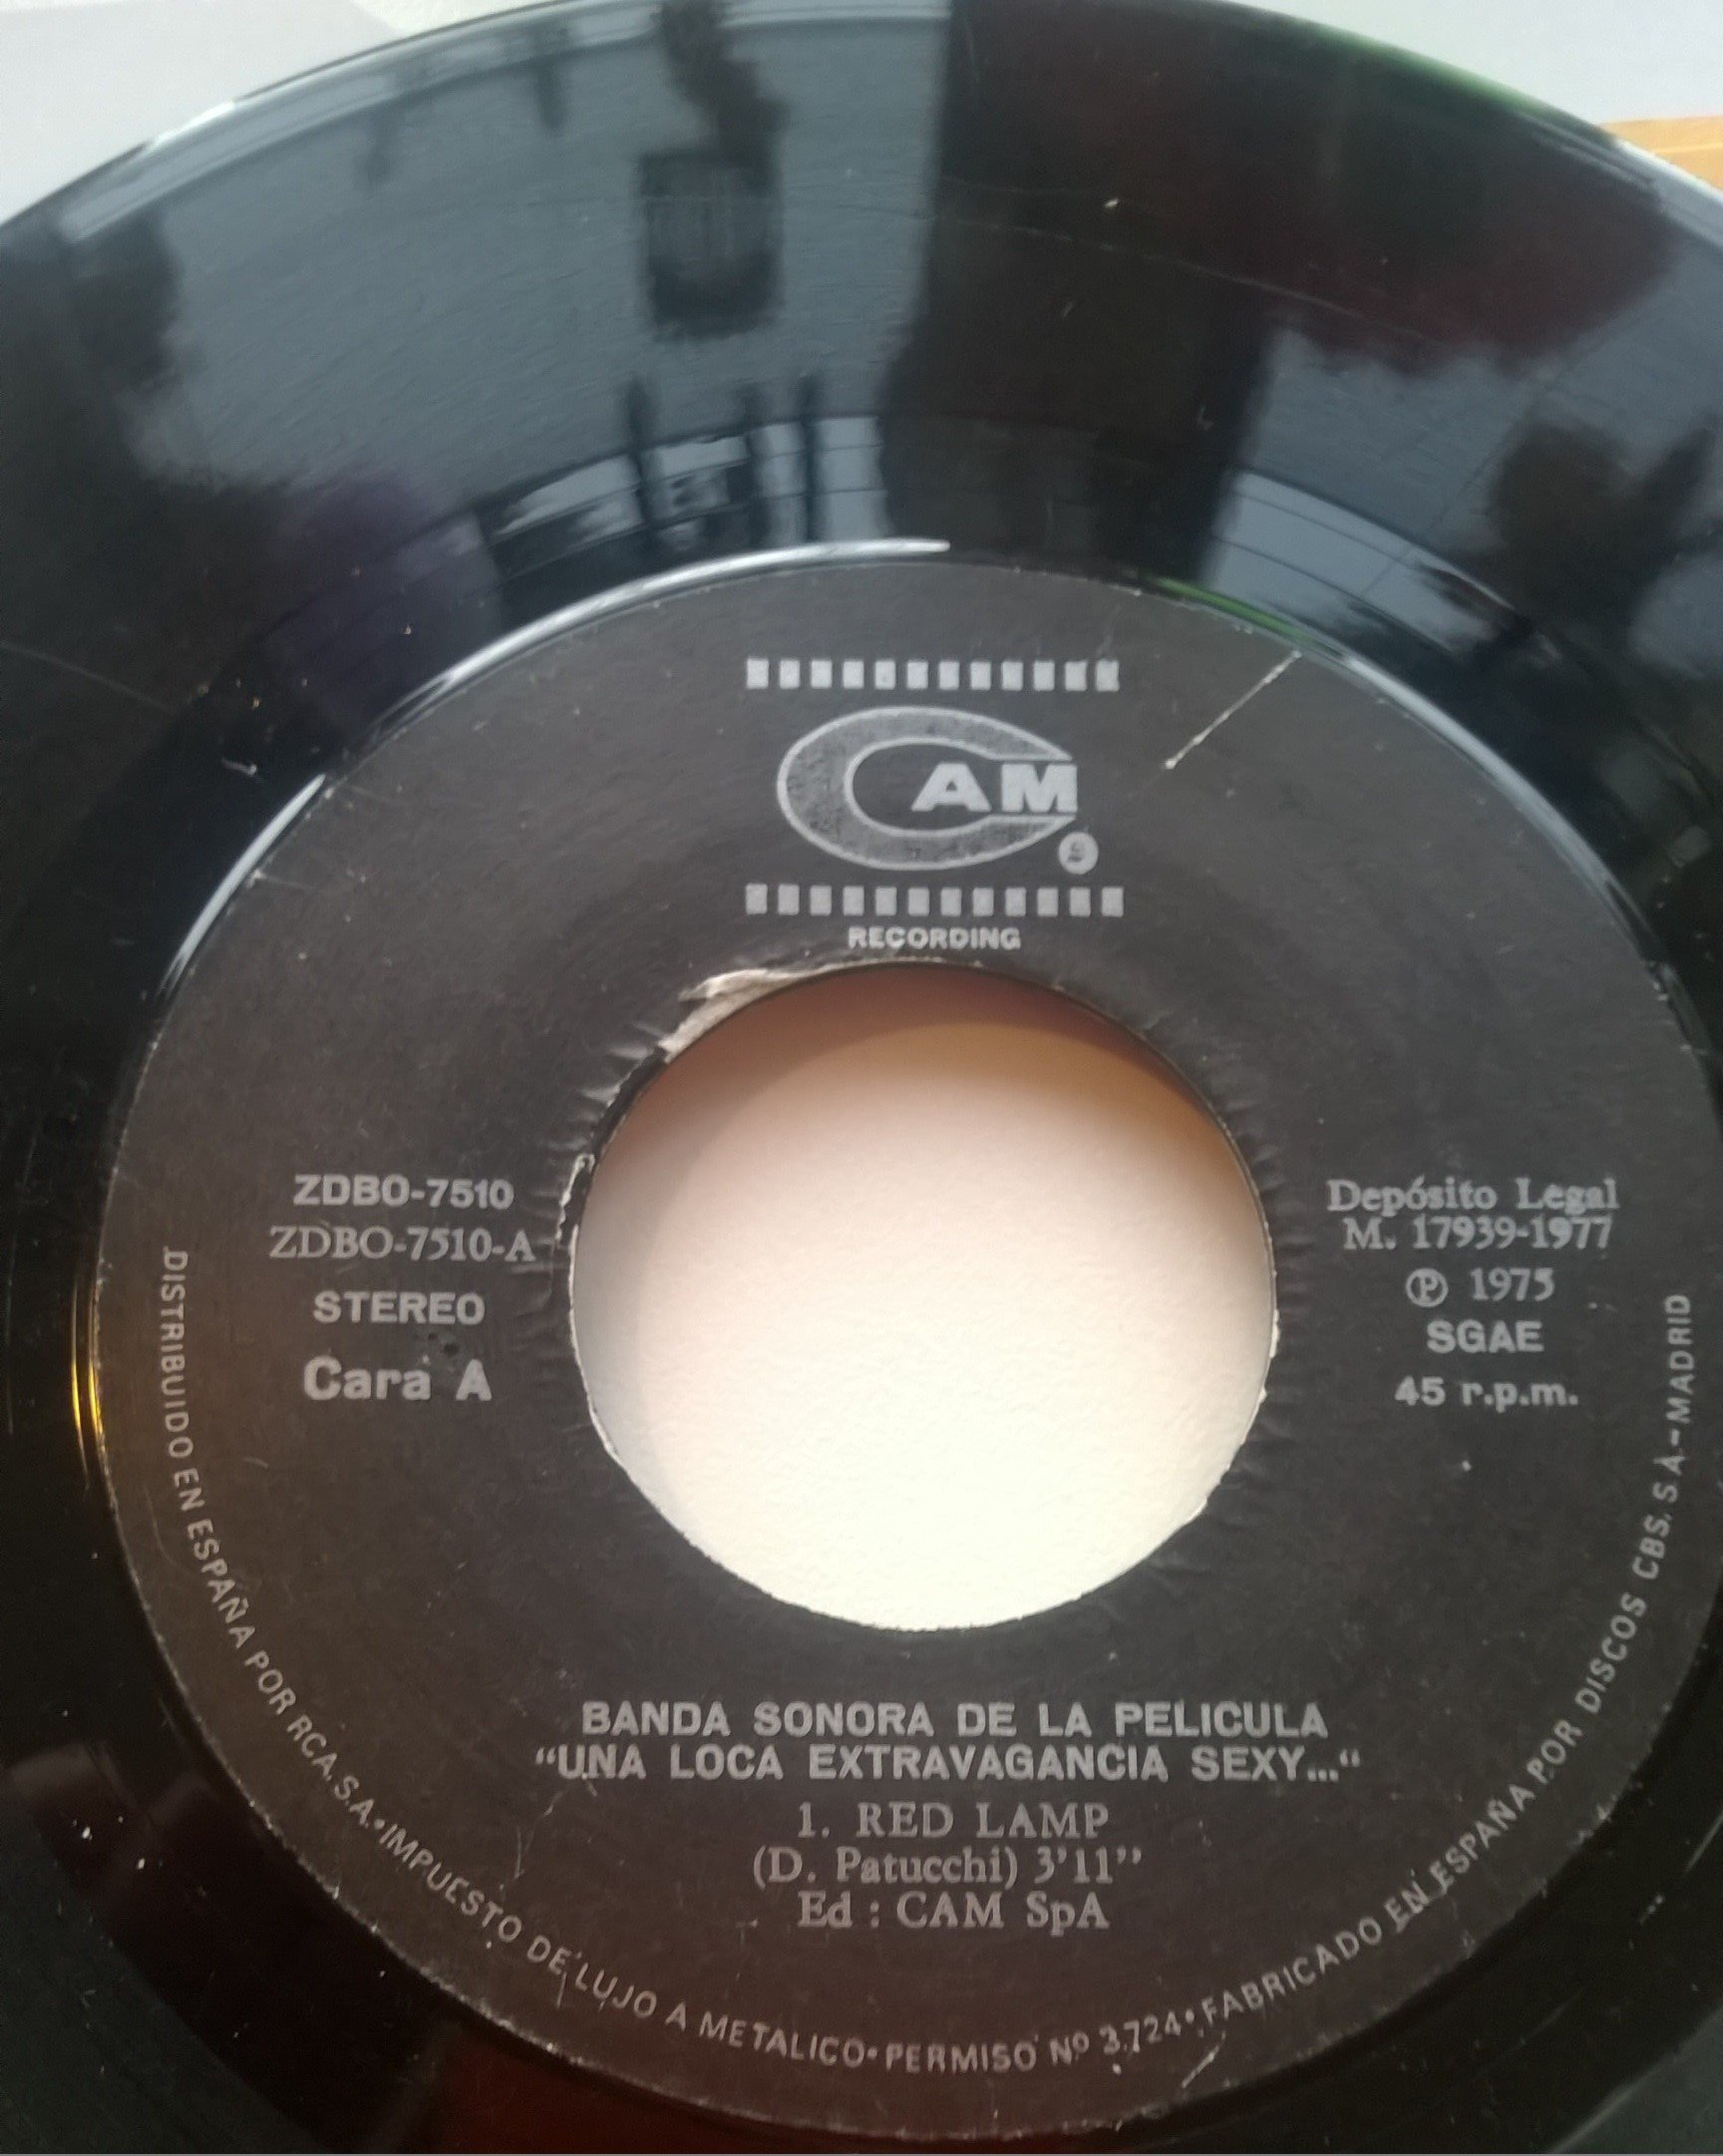 CAM
RECORDING
ZDBO-7510
ZDBO-7510-A
STEREO
Cara A
Depósito Legal
M. 17939-1977
Ⓟ 1975
SGAE
45 r.p.m.
BANDA SONORA DE LA PELICULA
“UNA LOCA EXTRAVAGANCIA SEXY...“
1. RED LAMP
(D. Patucchi) 3’11”
Ed : CAM SpA
DISTRIBUIDO EN ESPAÑA POR RCA, S.A.•IMPUESTO DE LUJO A METALICO•PERMISO Nº 3.724•FABRICADO EN ESPAÑA POR DISCOS CBS, S.A.-MADRID